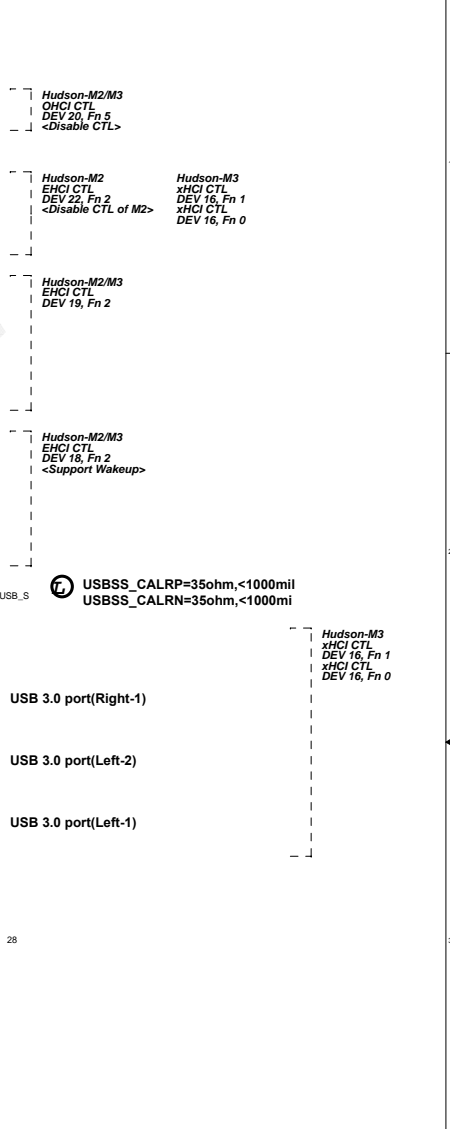 Hudson-M2/M3
OHCI CTL
DEV 20, Fn 5
<Disable CTL>
Hudson-M2
EHCI CTL
DEV 22, Fn 2
<Disable CTL of M2>
Hudson-M3
xHCI CTL
DEV 16, Fn 1
xHCI CTL
DEV 16, Fn 0
Hudson-M2/M3
EHCI CTL
DEV 19, Fn 2
Hudson-M2/M3
EHCI CTL
DEV 18, Fn 2
<Support Wakeup>
USB_S
L
USBSS_CALRP=35ohm,<1000mil
USBSS_CALRN=35ohm,<1000mi
Hudson-M3
xHCI CTL
DEV 16, Fn 1
xHCI CTL
DEV 16, Fn 0
USB 3.0 port(Right-1)
USB 3.0 port(Left-2)
USB 3.0 port(Left-1)
28